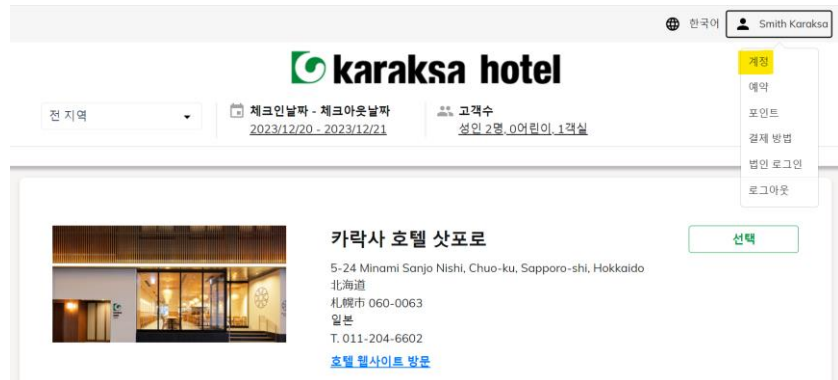 한국어 Smith Karaksa
karaksa hotel
계정
예약
포인트
결제 방법
법인 로그인
로그아웃
전 지역
체크인날짜 - 체크아웃날짜
2023/12/20 - 2023/12/21
고객수
성인 2명, 0어린이, 1객실
카락사 호텔 삿포로
선택
5-24 Minami Sanjo Nishi, Chuo-ku, Sapporo-shi, Hokkaido
北海道
札幌市 060-0063
일본
T. 011-204-6602
호텔 웹사이트 방문